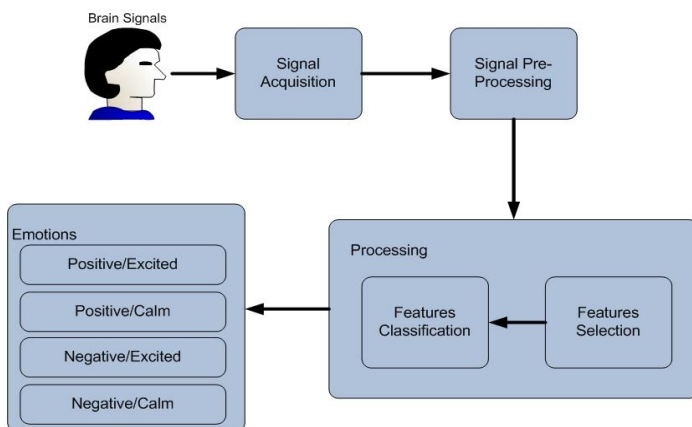 Brain Signals
Signal
Acquisition
Signal Pre-
Processing
Processing
Features
Classification
Features
Selection
Emotions
Positive/Excited
Positive/Calm
Negative/Excited
Negative/Calm